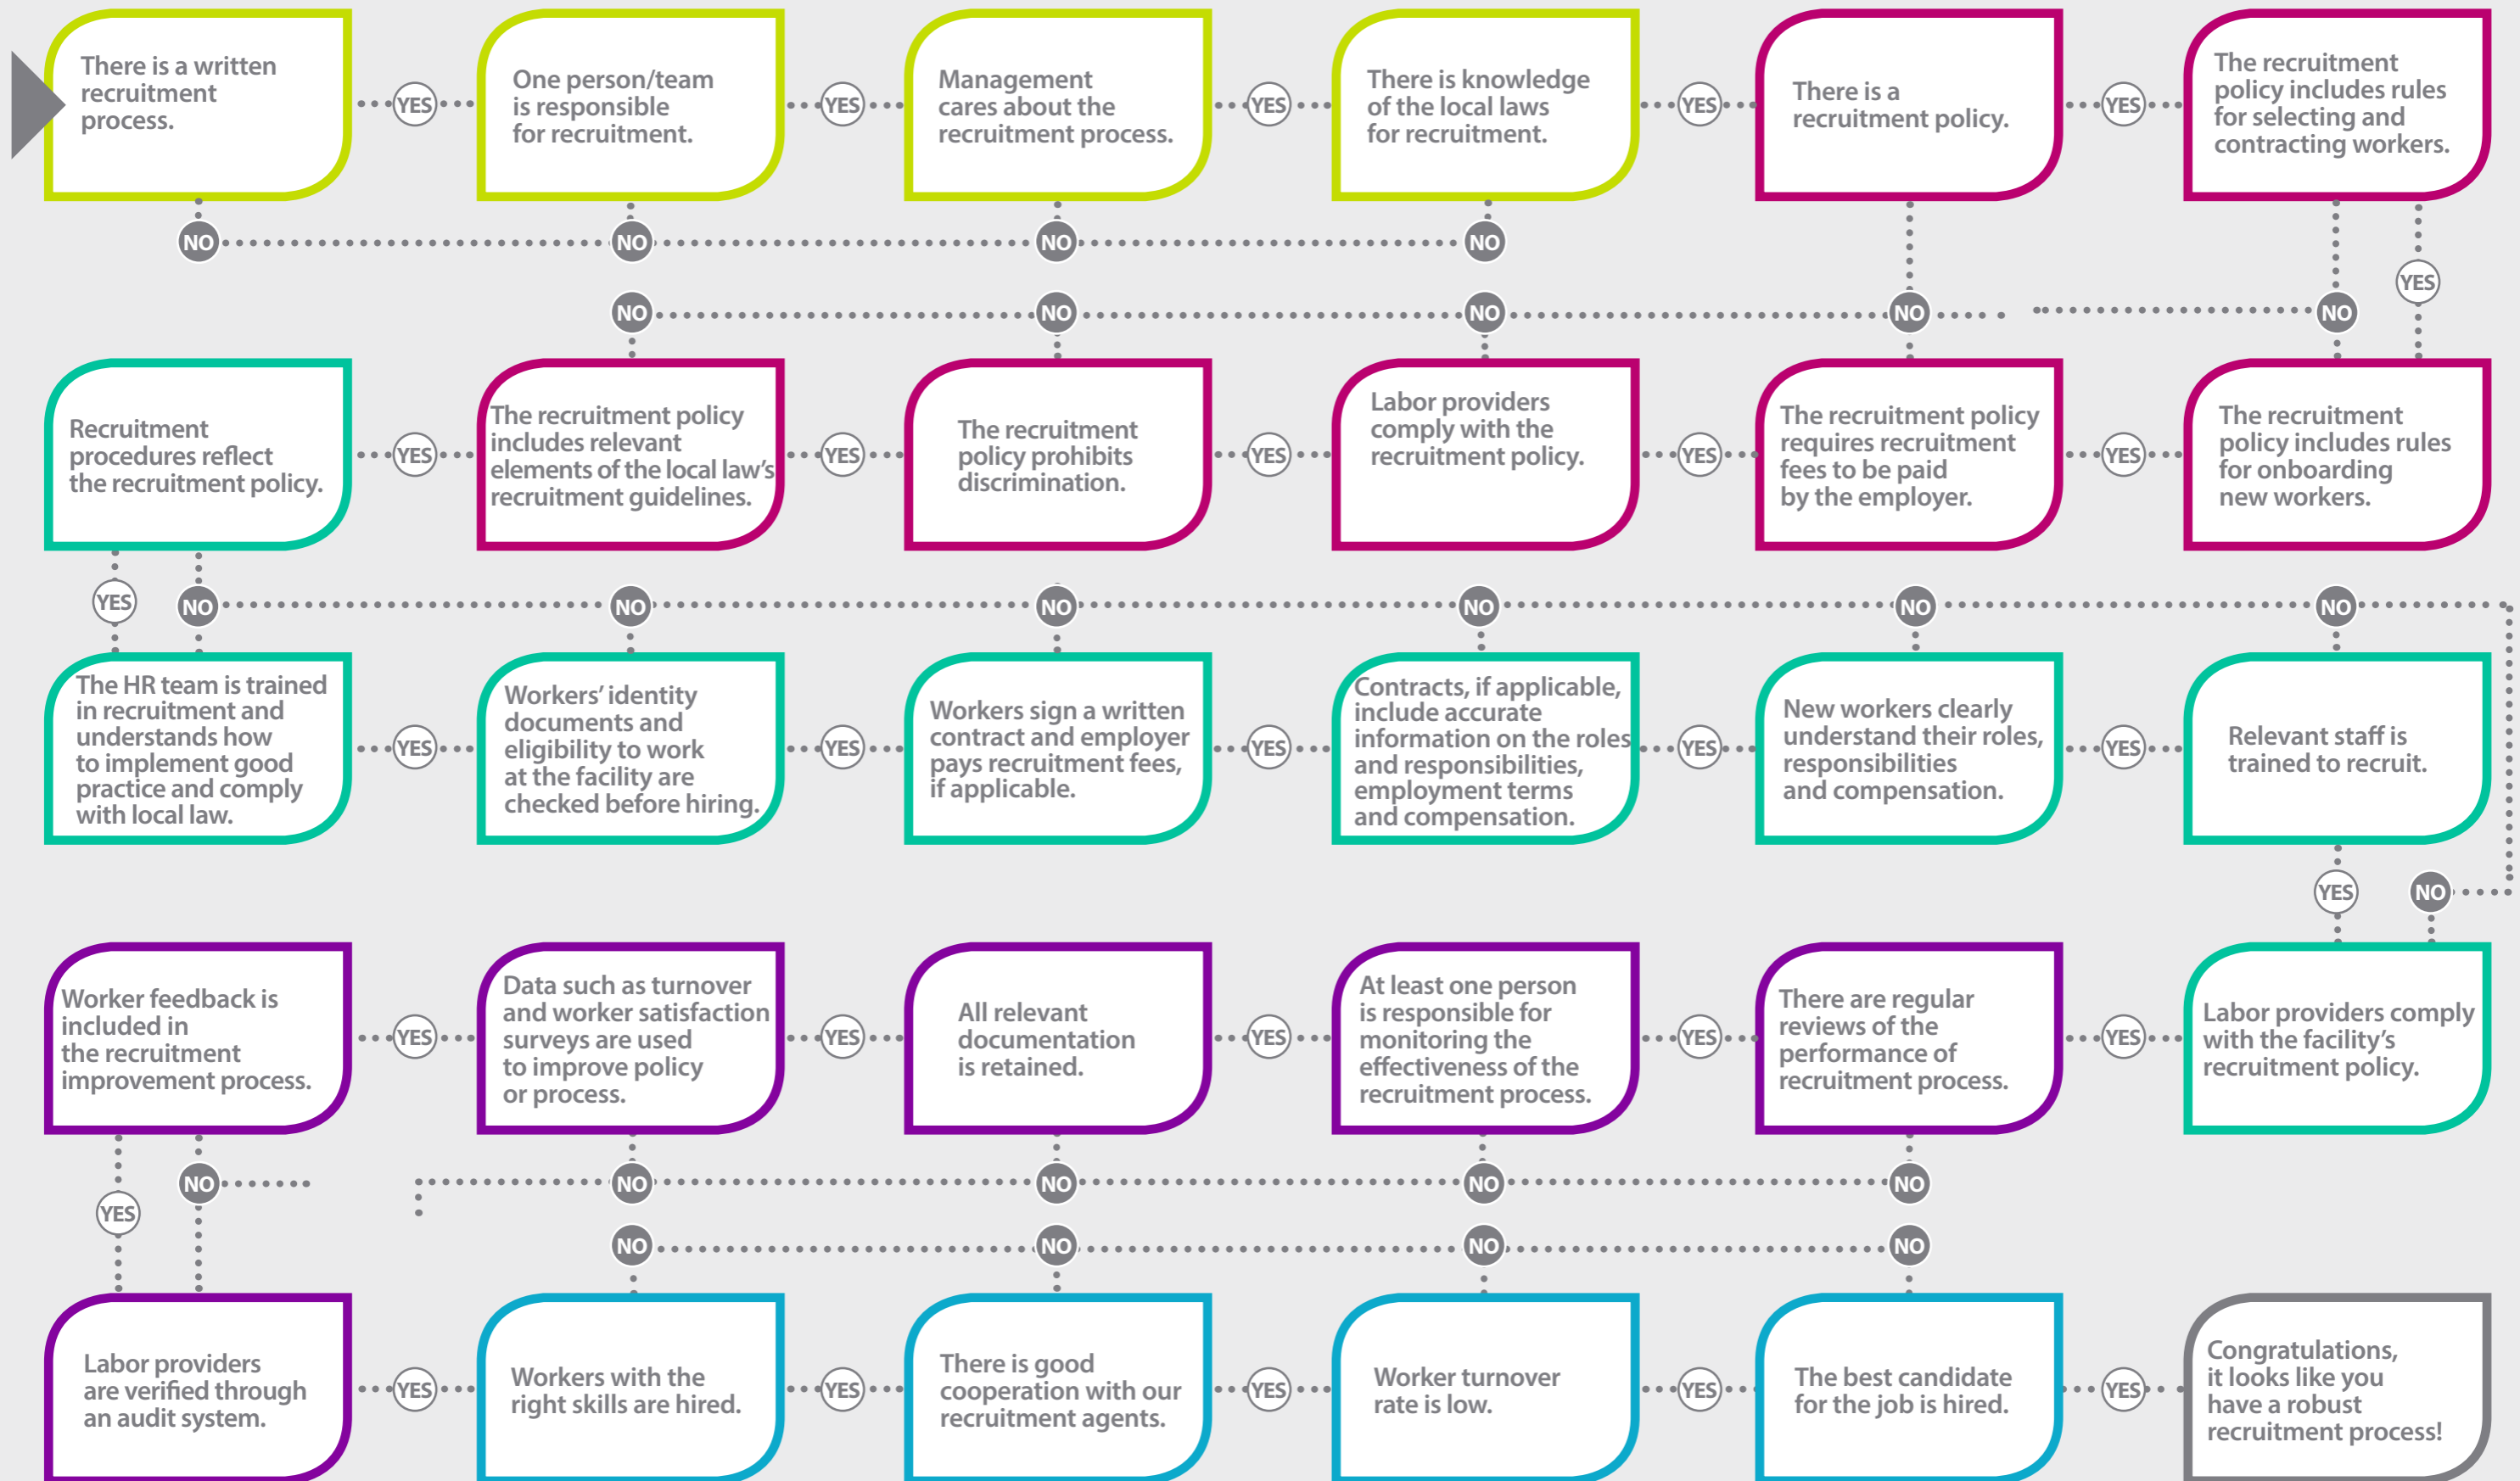 There is a written
recruitment
process.
YES
One person/team
is responsible
for recruitment.
YES
Management
cares about the
recruitment process.
YES
There is knowledge
of the local laws
for recruitment.
YES
There is a
recruitment policy.
YES
The recruitment
policy includes rules
for selecting and
contracting workers.
NO
NO
NO
NO
YES
NO
NO
NO
NO
NO
Recruitment
procedures reflect
the recruitment policy.
YES
The recruitment policy
includes relevant
elements of the local law's
recruitment guidelines.
YES
The recruitment
policy prohibits
discrimination.
YES
Labor providers
comply with the
recruitment policy.
YES
The recruitment policy
requires recruitment
fees to be paid
by the employer.
YES
The recruitment
policy includes rules
for onboarding
new workers.
YES
NO
NO
NO
NO
NO
NO
The HR team is trained
in recruitment and
understands how
to implement good
practice and comply
with local law.
YES
Workers' identity
documents and
eligibility to work
at the facility are
checked before hiring.
YES
Workers sign a written
contract and employer
pays recruitment fees,
if applicable.
YES
Contracts, if applicable,
include accurate
information on the roles
and responsibilities,
employment terms
and compensation.
YES
New workers clearly
understand their roles,
responsibilities
and compensation.
YES
Relevant staff is
trained to recruit.
YES
NO
Worker feedback is
included in
the recruitment
improvement process.
YES
Data such as turnover
and worker satisfaction
surveys are used
to improve policy
or process.
YES
All relevant
documentation
is retained.
YES
At least one person
is responsible for
monitoring the
effectiveness of the
recruitment process.
YES
There are regular
reviews of the
performance of
recruitment process.
YES
Labor providers comply
with the facility's
recruitment policy.
NO
NO
NO
NO
NO
YES
NO
NO
NO
NO
Labor providers
are verified through
an audit system.
YES
Workers with the
right skills are hired.
YES
There is good
cooperation with our
recruitment agents.
YES
Worker turnover
rate is low.
YES
The best candidate
for the job is hired.
YES
Congratulations,
it looks like you
have a robust
recruitment process!